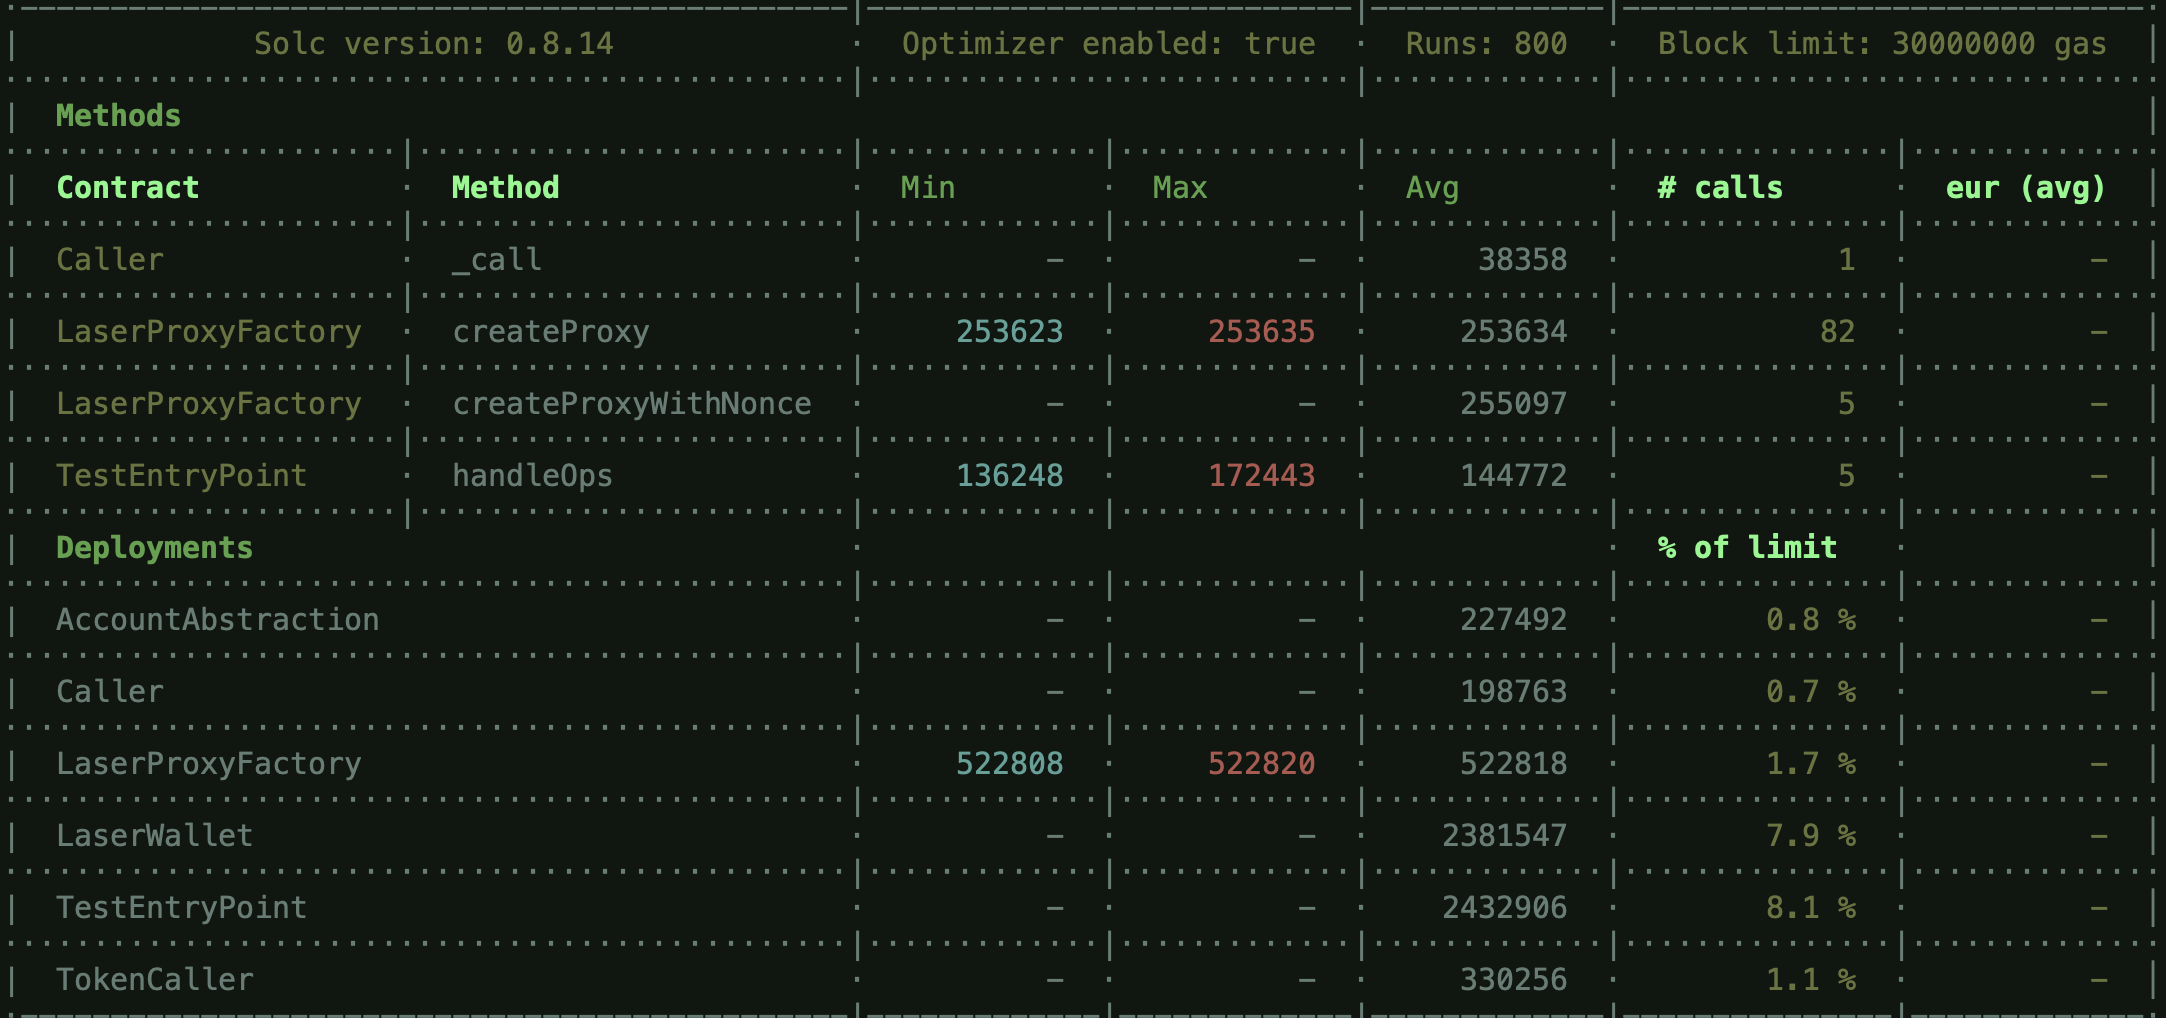 Solc version: 0.8.14 · Optimizer enabled: true · Runs: 800 · Block limit: 30000000 gas
Methods
Contract · Method · Min · Max · Avg · # calls · eur (avg)
Caller · _call · - · - · 38358 · 1 · -
LaserProxyFactory · createProxy · 253623 · 253635 · 253634 · 82 · -
LaserProxyFactory · createProxyWithNonce · - · - · 255097 · 5 · -
TestEntryPoint · handleOps · 136248 · 172443 · 144772 · 5 · -
Deployments · · % of limit ·
AccountAbstraction · - · - · 227492 · 0.8 % · -
Caller · - · - · 198763 · 0.7 % · -
LaserProxyFactory · 522808 · 522820 · 522818 · 1.7 % · -
LaserWallet · - · - · 2381547 · 7.9 % · -
TestEntryPoint · - · - · 2432906 · 8.1 % · -
TokenCaller · - · - · 330256 · 1.1 % · -